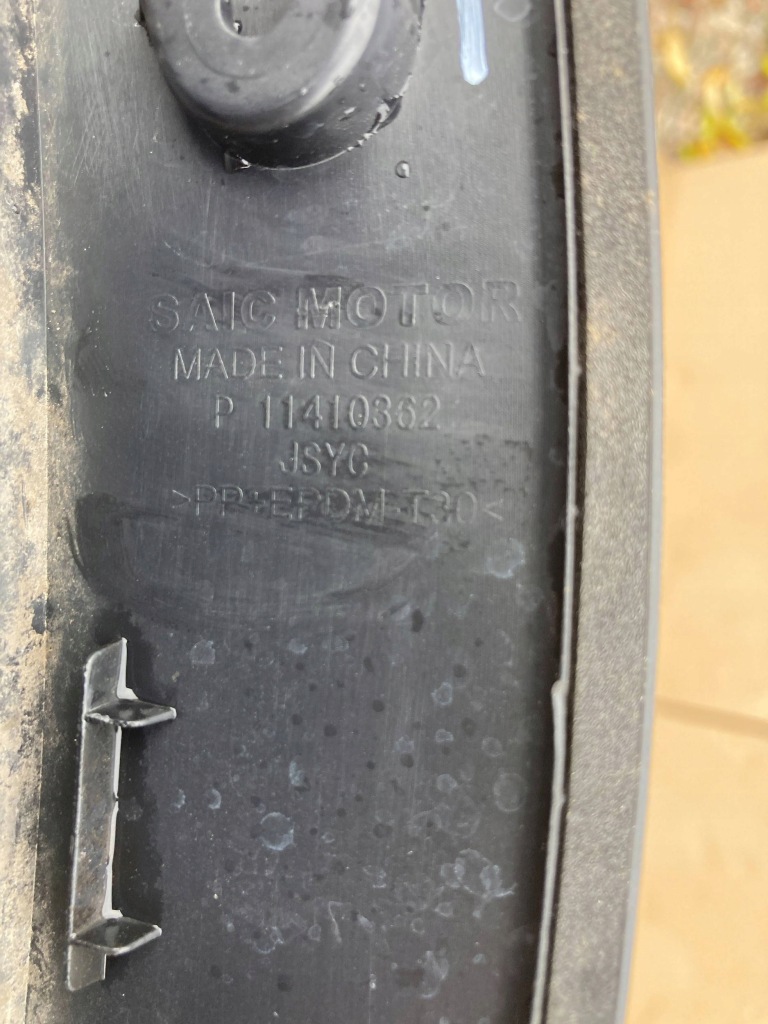 SAIC MOTOR
MADE IN CHINA
P 11410362
JSYC
>PP+EPDM-T30<